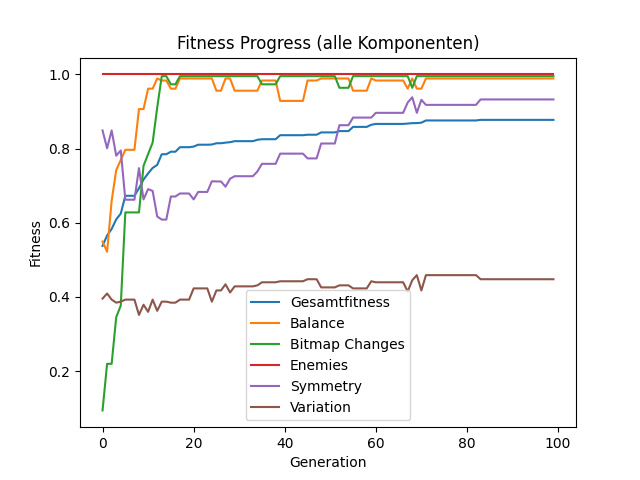 Fitness Progress (alle Komponenten)
1.0
0.8
0.6
0.4
0.2
Fitness
0 20 40 60 80 100
Generation
Gesamtfitness
Balance
Bitmap Changes
Enemies
Symmetry
Variation